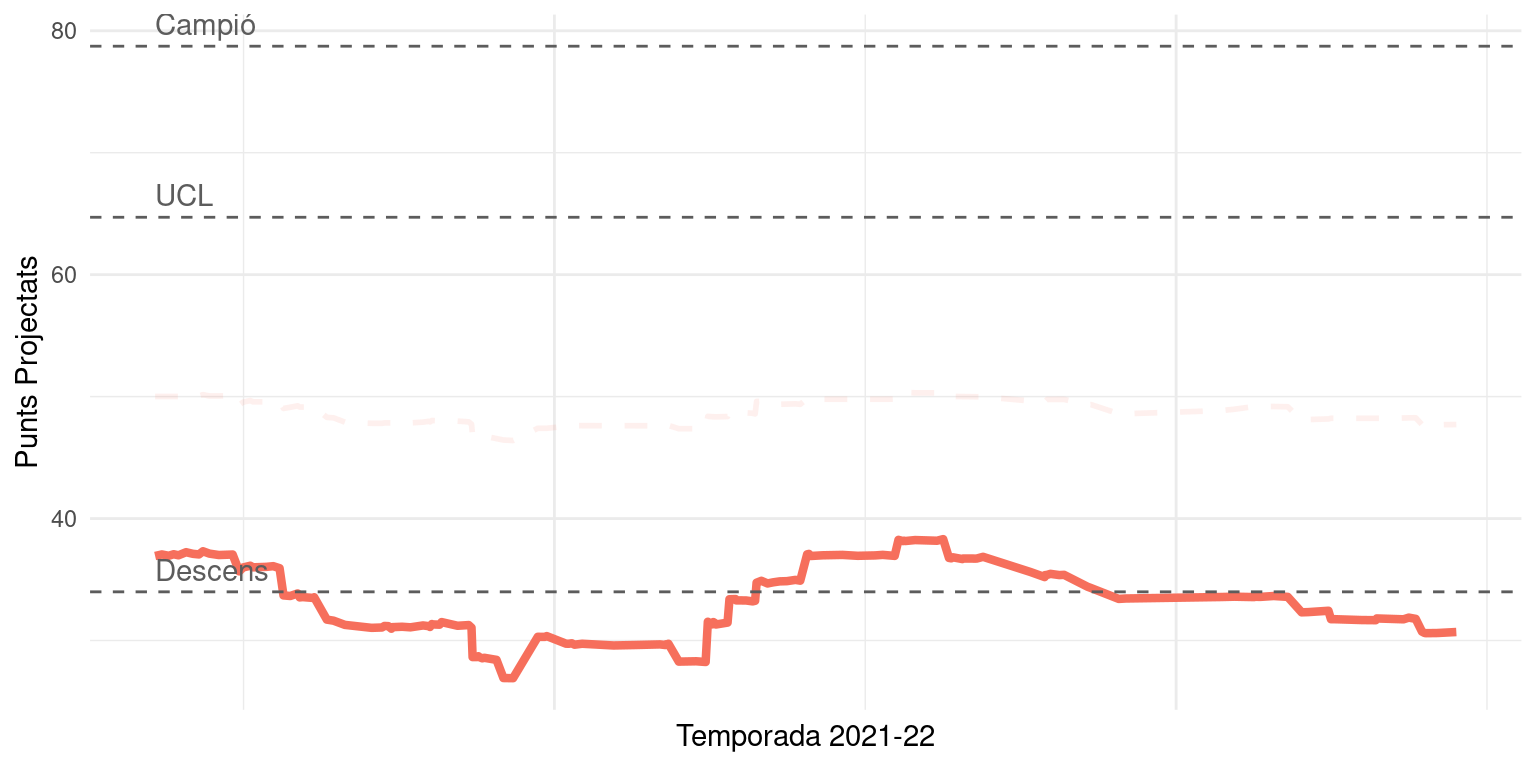 Campió
80
UCL
60
Punts Projectats
40
Descens
Temporada 2021-22